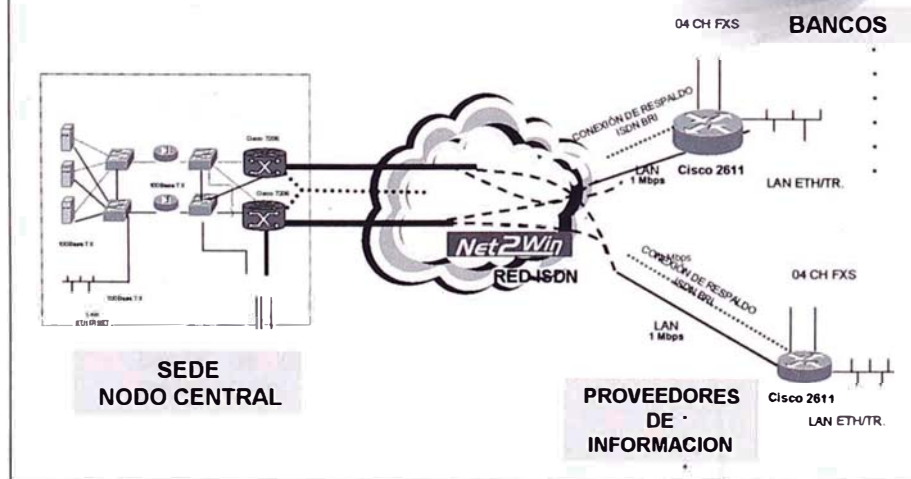 04 CH FXS
BANCOS
CONEXIÓN DE RESPALDO
ISDN BRI
Cisco 7206
Cisco 7206
100Base T X
100Base T X
100Base T X
LAN
1 Mbps
Cisco 2611
LAN ETH/TR.
Net2Win
RED ISDN
Mbps
CONEXIÓN DE RESPALDO
ISDN BRI
04 CH FXS
LAN
1 Mbps
SEDE
NODO CENTRAL
PROVEEDORES
DE
INFORMACION
Cisco 2611
LAN ETH/TR.